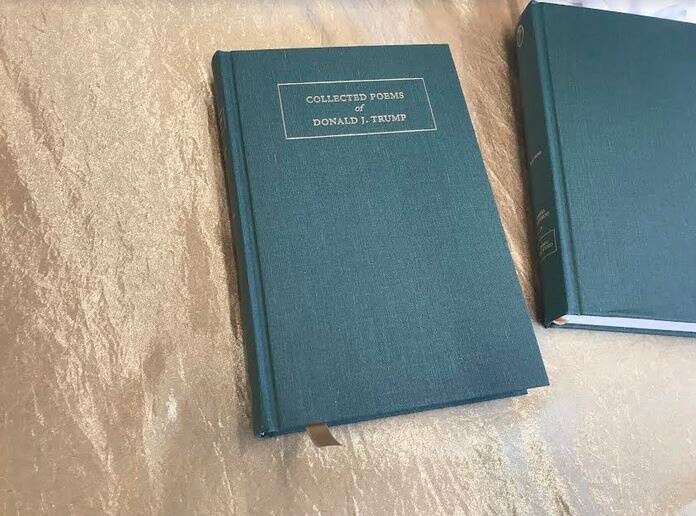 COLLECTED POEMS
of
DONALD J. TRUMP